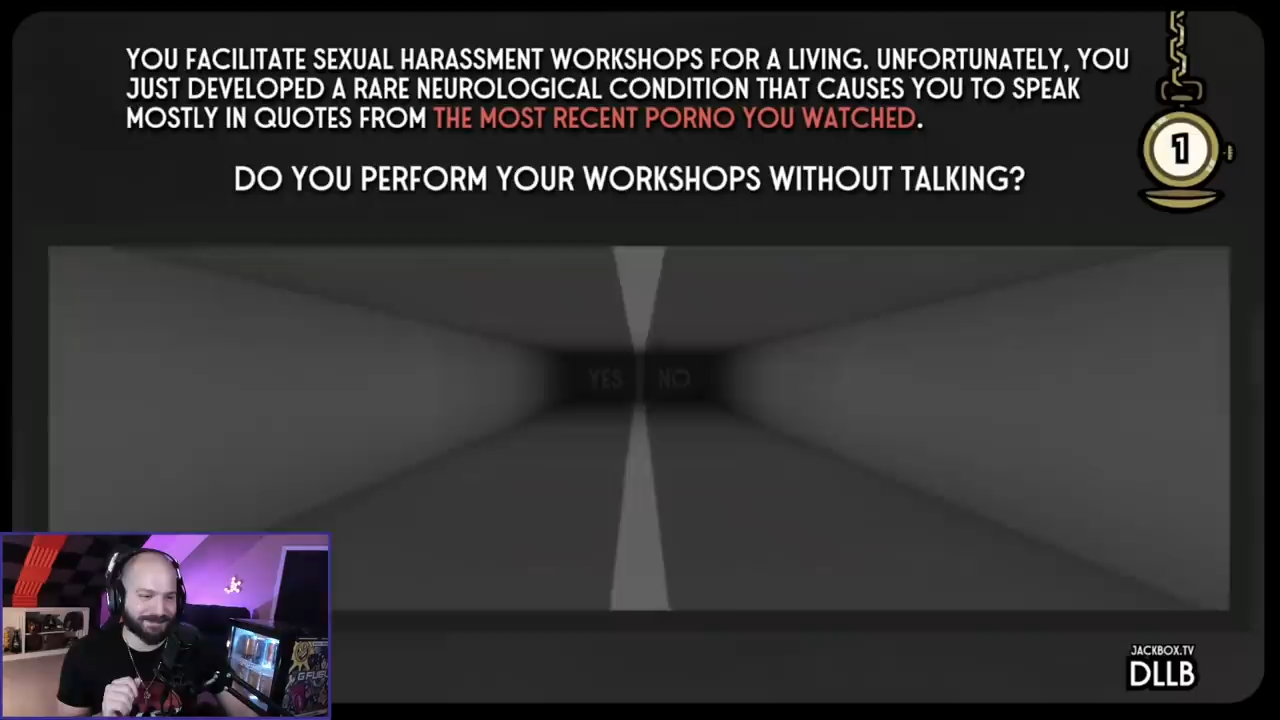 YOU FACILITATE SEXUAL HARASSMENT WORKSHOPS FOR A LIVING. UNFORTUNATELY, YOU
JUST DEVELOPED A RARE NEUROLOGICAL CONDITION THAT CAUSES YOU TO SPEAK
MOSTLY IN QUOTES FROM THE MOST RECENT PORNO YOU WATCHED.
1
DO YOU PERFORM YOUR WORKSHOPS WITHOUT TALKING?
YES NO
G FUEL
JACKBOX.TV
DLLB